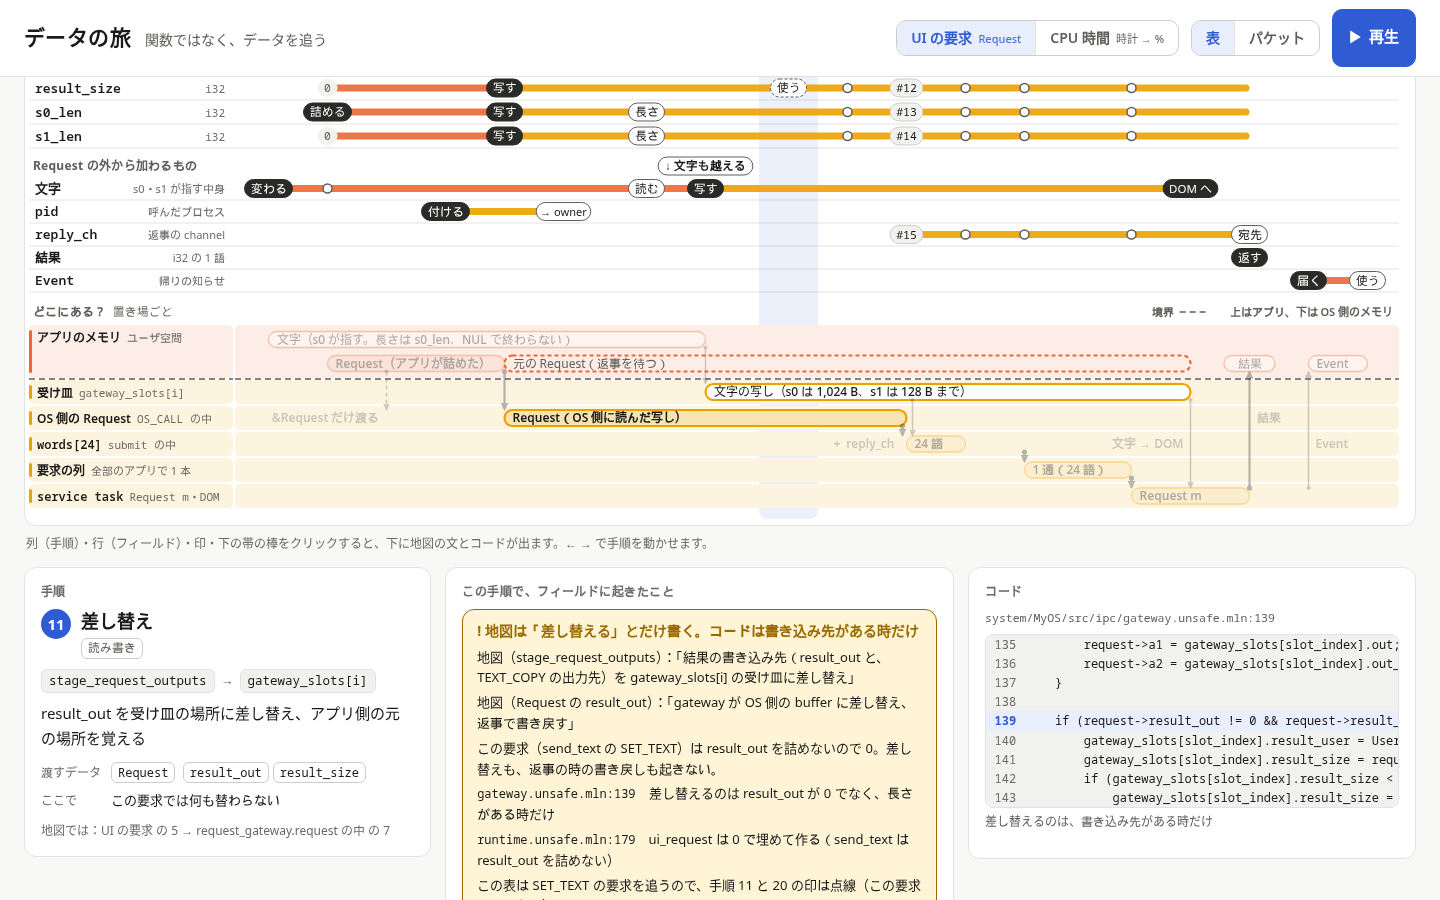 データの旅 関数ではなく、データを追う
UI の要求 Request CPU 時間 時計 → % 表 パケット ▶ 再生
result_size i32 0 写す 使う #12
s0_len i32 詰める 写す 長さ #13
s1_len i32 0 写す 長さ #14
Request の外から加わるもの ↓ 文字も越える
文字 s0・s1 が指す中身 変わる 読む 写す DOM へ
pid 呼んだプロセス 付ける → owner
reply_ch 返事の channel #15 宛先
結果 i32 の 1 語 返す
Event 帰りの知らせ 届く 使う
どこにある？ 置き場ごと 境界 --- 上はアプリ、下は OS 側のメモリ
アプリのメモリ ユーザ空間 文字（s0 が指す。長さは s0_len、NUL で終わらない）
Request（アプリが詰めた） 元の Request（返事を待つ） 結果 Event
受け皿 gateway_slots[i] 文字の写し（s0 は 1,024 B、s1 は 128 B まで）
OS 側の Request OS_CALL の中 &Request だけ渡る Request（OS 側に読んだ写し） 結果
words[24] submit の中 + reply_ch 24 語 文字 → DOM Event
要求の列 全部のアプリで 1 本 1 通（24 語）
service task Request m・DOM Request m
列（手順）・行（フィールド）・印・下の帯の棒をクリックすると、下に地図の文とコードが出ます。← → で手順を動かせます。
手順
11 差し替え
読み書き
stage_request_outputs → gateway_slots[i]
result_out を受け皿の場所に差し替え、アプリ側の元
の場所を覚える
渡すデータ Request result_out result_size
ここで この要求では何も替わらない
地図では：UI の要求 の 5 → request_gateway.request の中 の 7
この手順で、フィールドに起きたこと
! 地図は「差し替える」とだけ書く。コードは書き込み先がある時だけ
地図（stage_request_outputs）：「結果の書き込み先（result_out と、
TEXT_COPY の出力先）を gateway_slots[i] の受け皿に差し替え」
地図（Request の result_out）：「gateway が OS 側の buffer に差し替え、
返事で書き戻す」
この要求（send_text の SET_TEXT）は result_out を詰めないので 0。差し
替えも、返事の時の書き戻しも起きない。
gateway.unsafe.mln:139 差し替えるのは result_out が 0 でなく、長さ
がある時だけ
runtime.unsafe.mln:179 ui_request は 0 で埋めて作る（send_text は
result_out を詰めない）
この表は SET_TEXT の要求を追うので、手順 11 と 20 の印は点線（この要求
コード
system/MyOS/src/ipc/gateway.unsafe.mln:139
135 request->a1 = gateway_slots[slot_index].out;
136 request->a2 = gateway_slots[slot_index].out_
137 }
138
139 if (request->result_out != 0 && request->result_
140 gateway_slots[slot_index].result_user = User
141 gateway_slots[slot_index].result_size = requ
142 if (gateway_slots[slot_index].result_size <
143 gateway_slots[slot_index].result_size =
差し替えるのは、書き込み先がある時だけ